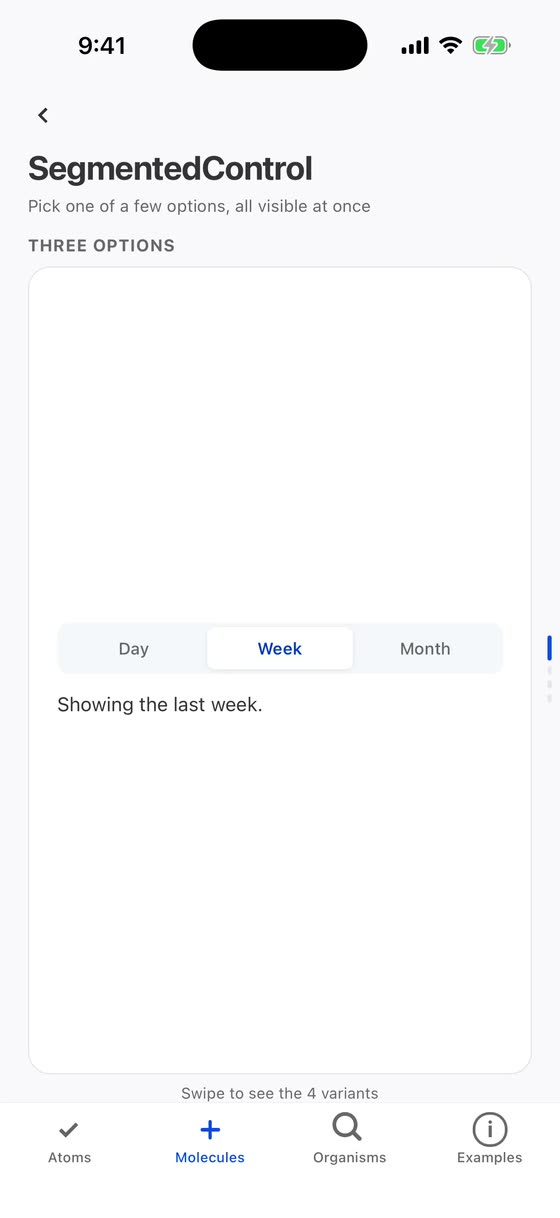 9:41
SegmentedControl
Pick one of a few options, all visible at once
THREE OPTIONS
Day Week Month
Showing the last week.
Swipe to see the 4 variants
Atoms Molecules Organisms Examples